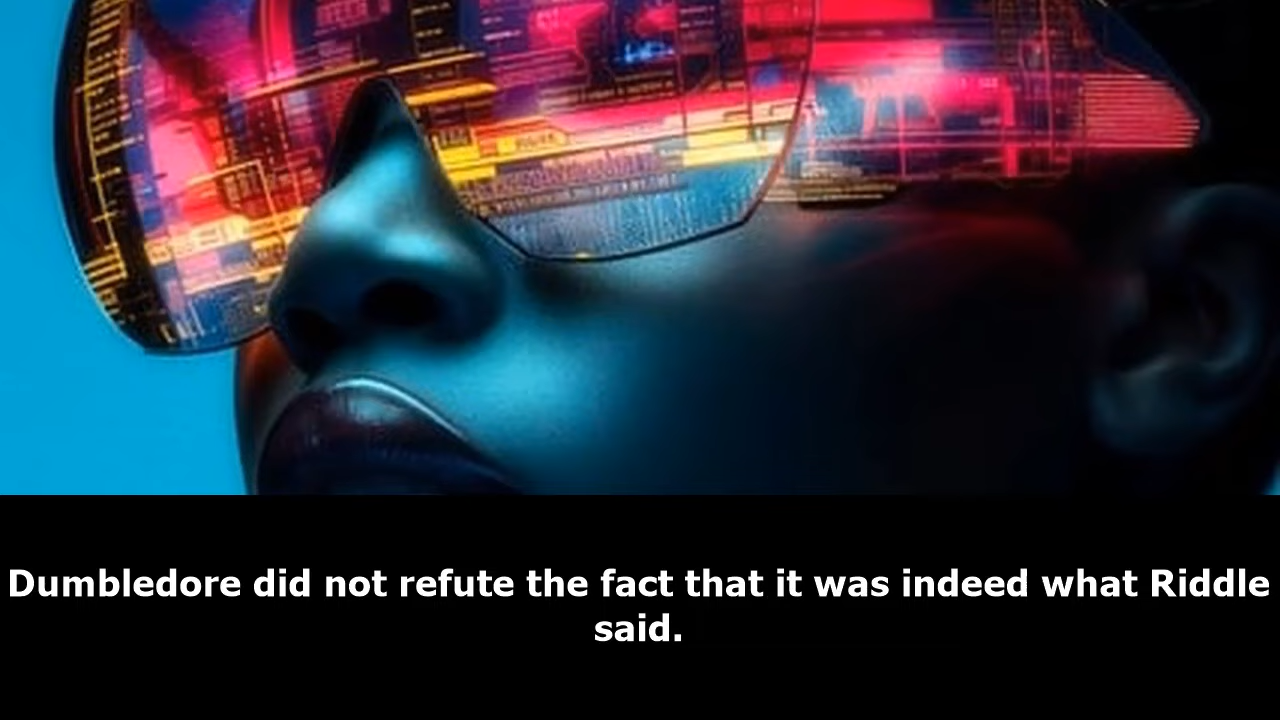 Dumbledore did not refute the fact that it was indeed what Riddle
said.